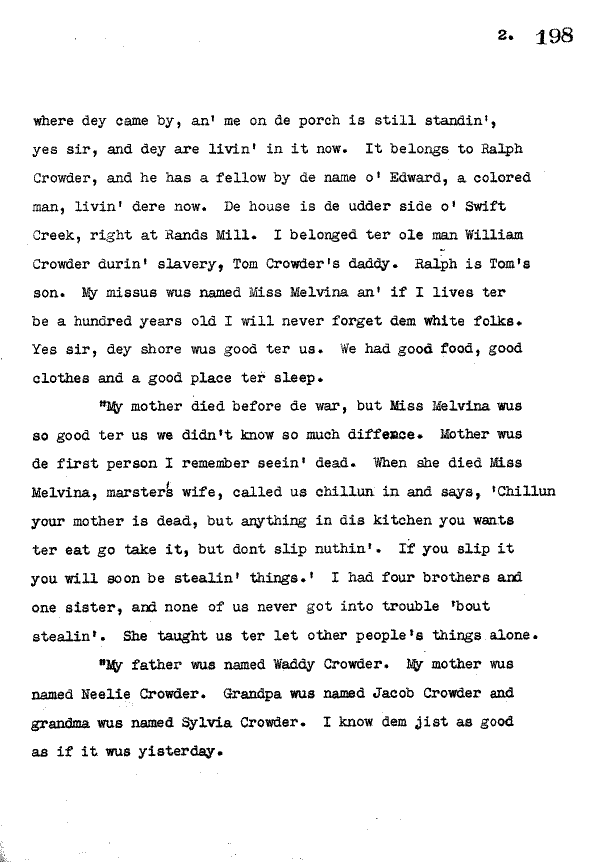 2. 198
where dey came by, an' me on de porch is still standin',
yes sir, and dey are livin' in it now. It belongs to Ralph
Crowder, and he has a fellow by de name o' Edward, a colored
man, livin' dere now. De house is de udder side o' Swift
Creek, right at Rands Mill. I belonged ter ole man William
Crowder durin' slavery, Tom Crowder's daddy. Ralph is Tom's
son. My missus wus named Miss Melvina an' if I lives ter
be a hundred years old I will never forget dem white folks.
Yes sir, dey shore wus good ter us. We had good food, good
clothes and a good place ter sleep.
"My mother died before de war, but Miss Melvina wus
so good ter us we didn't know so much diffence. Mother wus
de first person I remember seein' dead. When she died Miss
Melvina, marster's wife, called us chillun in and says, 'Chillun
your mother is dead, but anything in dis kitchen you wants
ter eat go take it, but dont slip nuthin'. If you slip it
you will soon be stealin' things.' I had four brothers and
one sister, and none of us never got into trouble 'bout
stealin'. She taught us ter let other people's things alone.
"My father wus named Waddy Crowder. My mother wus
named Neelie Crowder. Grandpa wus named Jacob Crowder and
grandma wus named Sylvia Crowder. I know dem jist as good
as if it wus yisterday.